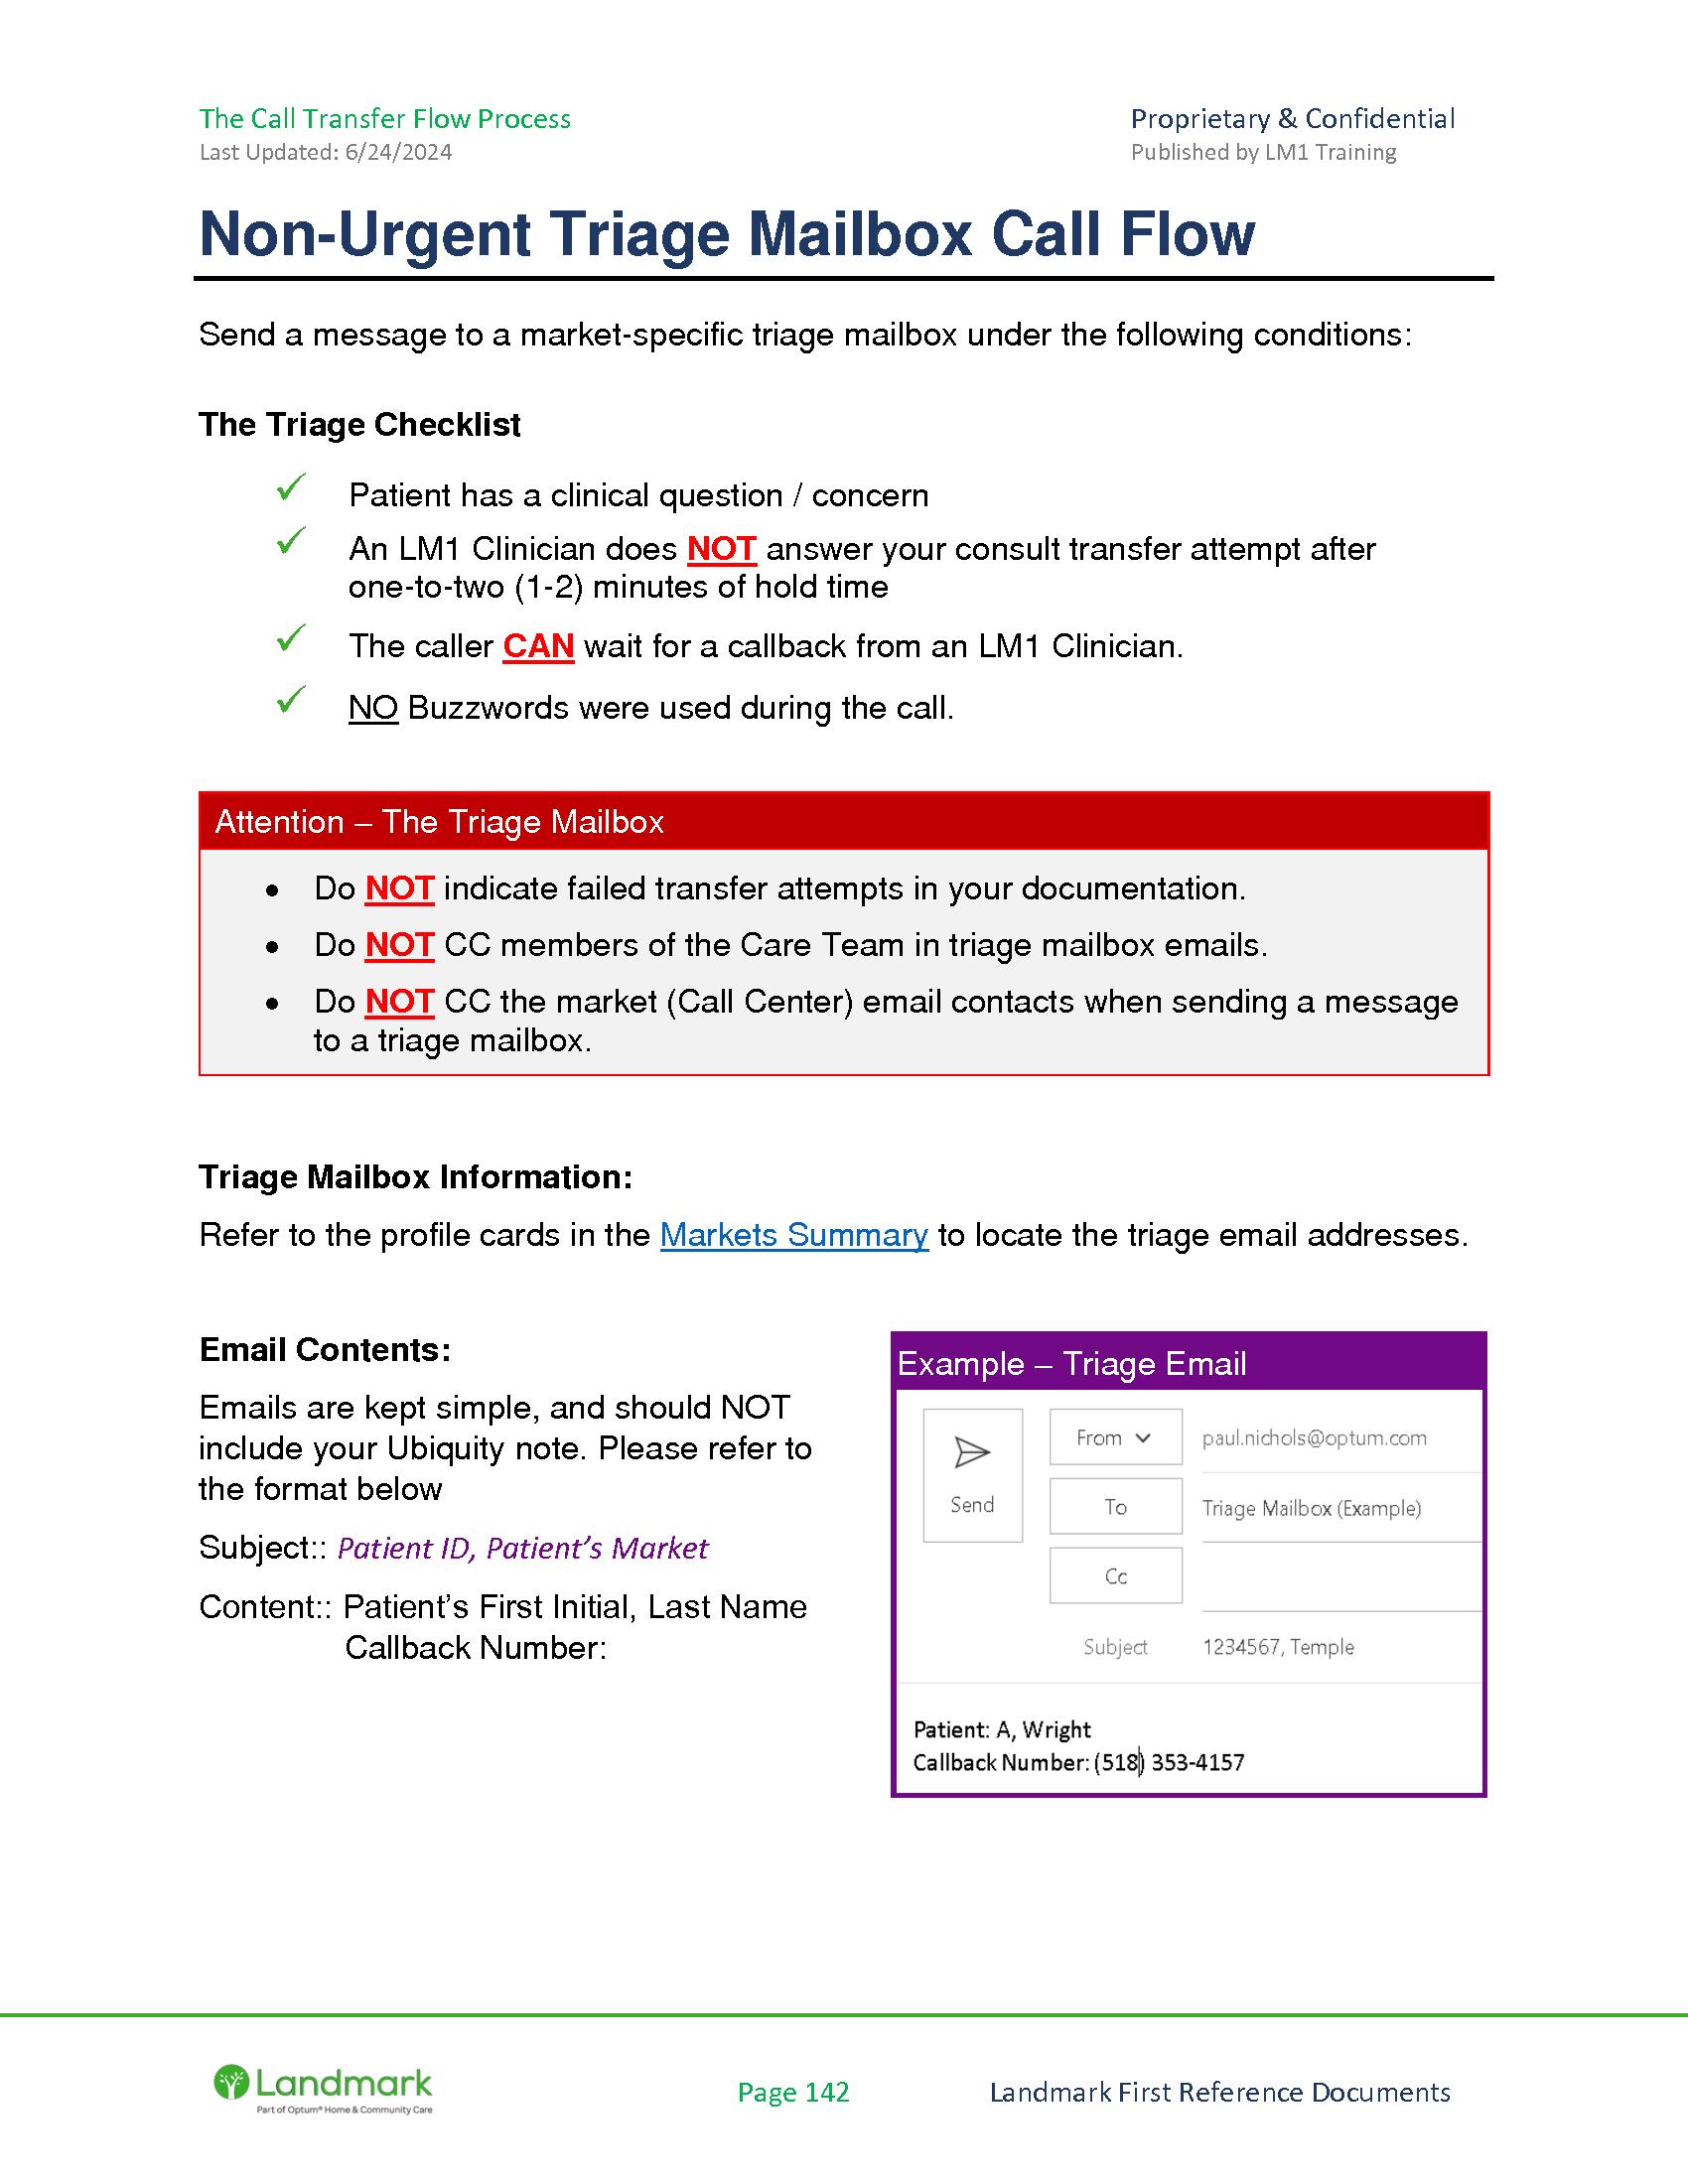 The Call Transfer Flow Process
Proprietary & Confidential
Last Updated: 6/24/2024
Published by LM1 Training
Non-Urgent Triage Mailbox Call Flow
Send a message to a market-specific triage mailbox under the following conditions:
The Triage Checklist
✓ Patient has a clinical question / concern
✓ An LM1 Clinician does NOT answer your consult transfer attempt after
one-to-two (1-2) minutes of hold time
✓ The caller CAN wait for a callback from an LM1 Clinician.
✓ NO Buzzwords were used during the call.
Attention – The Triage Mailbox
• Do NOT indicate failed transfer attempts in your documentation.
• Do NOT CC members of the Care Team in triage mailbox emails.
• Do NOT CC the market (Call Center) email contacts when sending a message
to a triage mailbox.
Triage Mailbox Information:
Refer to the profile cards in the Markets Summary to locate the triage email addresses.
Email Contents:
Emails are kept simple, and should NOT
include your Ubiquity note. Please refer to
the format below
Subject:: Patient ID, Patient's Market
Content:: Patient's First Initial, Last Name
Callback Number:
Example – Triage Email
Send
From
paul.nichols@optum.com
To
Triage Mailbox (Example)
Cc
Subject
1234567, Temple
Patient: A, Wright
Callback Number: (518) 353-4157
Landmark
Part of Optum® Home & Community Care
Page 142
Landmark First Reference Documents